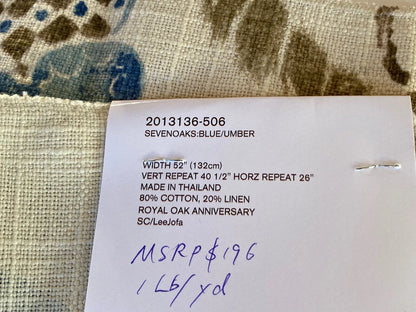 2013136-506
SEVENOAKS:BLUE/UMBER
WIDTH 52" (132cm)
VERT REPEAT 40 1/2" HORZ REPEAT 26"
MADE IN THAILAND
80% COTTON, 20% LINEN
ROYAL OAK ANNIVERSARY
SC/LeeJofa
MSRP $196
1 Lb/yd